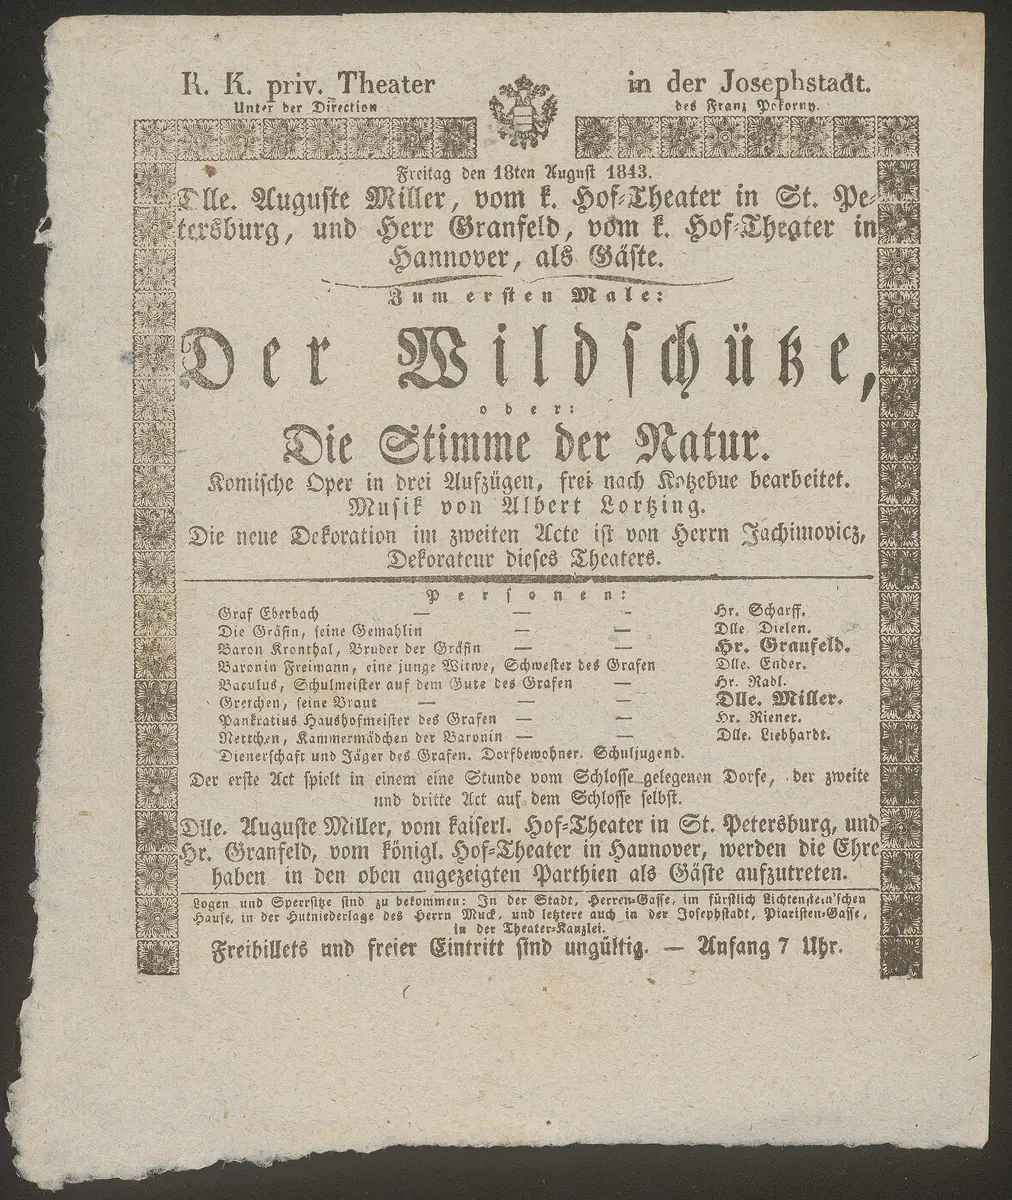 K. K. priv. Theater in der Josephstadt.
Unter der Direction des Franz Pokorny.
Freitag den 18ten August 1843.
Dlle. Auguste Miller, vom k. Hof-Theater in St. Pe-
tersburg, und Herr Granfeld, vom k. Hof-Theater in
Hannover, als Gäste.
Zum ersten Male:
Der Wildschütze,
oder:
Die Stimme der Natur.
Komische Oper in drei Aufzügen, frei nach Kotzebue bearbeitet.
Musik von Albert Lortzing.
Die neue Dekoration im zweiten Acte ist von Herrn Jachimovicz,
Dekorateur dieses Theaters.
Personen:
Graf Eberbach — — - Hr. Scharff.
Die Gräfin, seine Gemahlin — — Dlle Dielen.
Baron Kronthal, Bruder der Gräfin — — Hr. Granfeld.
Baronin Freimann, eine junge Witwe, Schwester des Grafen Dlle. Ender.
Baculus, Schulmeister auf dem Gute des Grafen — Hr. Radl.
Gretchen, seine Braut — — — Dlle. Miller.
Pankratius Haushofmeister des Grafen — — Hr. Riener.
Nettchen, Kammermädchen der Baronin — — Dlle. Liebhardt.
Dienerschaft und Jäger des Grafen. Dorfbewohner. Schuljugend.
Der erste Act spielt in einem eine Stunde vom Schlosse gelegenen Dorfe, der zweite
und dritte Act auf dem Schlosse selbst.
Dlle. Auguste Miller, vom kaiserl. Hof-Theater in St. Petersburg, und
Hr. Granfeld, vom königl. Hof-Theater in Hannover, werden die Ehre
haben in den oben angezeigten Parthien als Gäste aufzutreten.
Logen und Sperrsitze sind zu bekommen: In der Stadt, Herren-Gasse, im fürstlich Lichtenstein'schen
Hause, in der Hutniederlage des Herrn Muck, und letztere auch in der Josephstadt, Piaristen-Gasse,
in der Theater-Kanzlei.
Freibillets und freier Eintritt sind ungültig. — Anfang 7 Uhr.